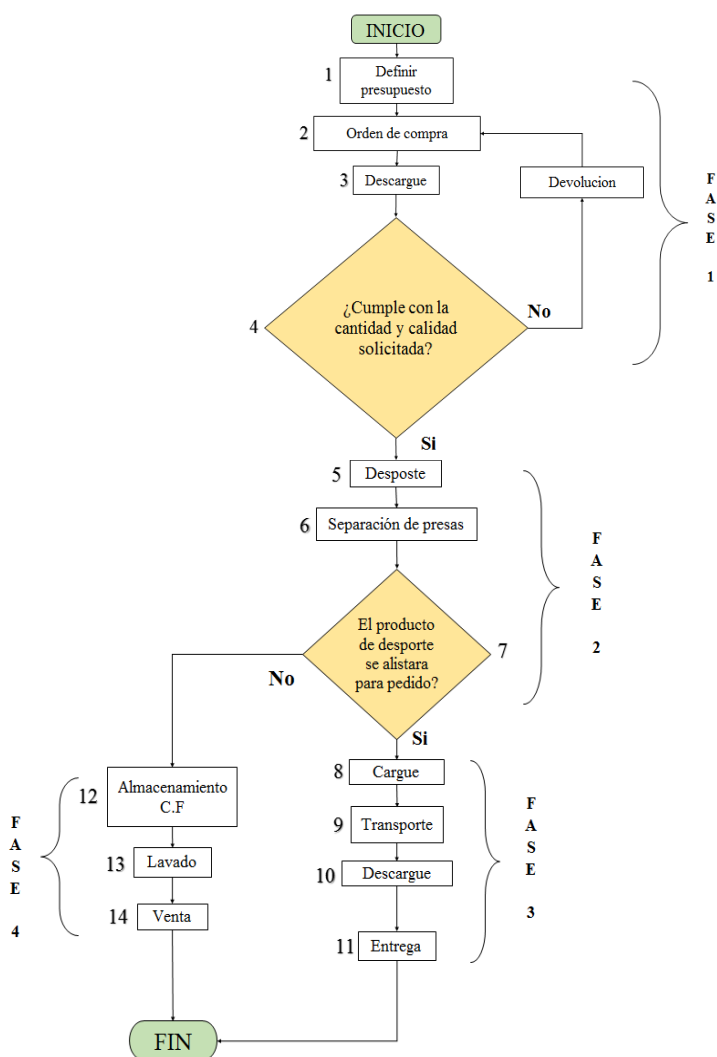 INICIO
1
Definir
presupuesto
2
Orden de compra
3
Descargue
Devolucion
4
¿Cumple con la
cantidad y calidad
solicitada?
No
F
A
S
E
1
Si
5
Desposte
6
Separación de presas
El producto
de desporte
se alistara
para pedido?
7
F
A
S
E
2
No
Si
8
Cargue
9
Transporte
10
Descargue
11
Entrega
F
A
S
E
3
12
Almacenamiento
C.F
13
Lavado
14
Venta
F
A
S
E
4
FIN